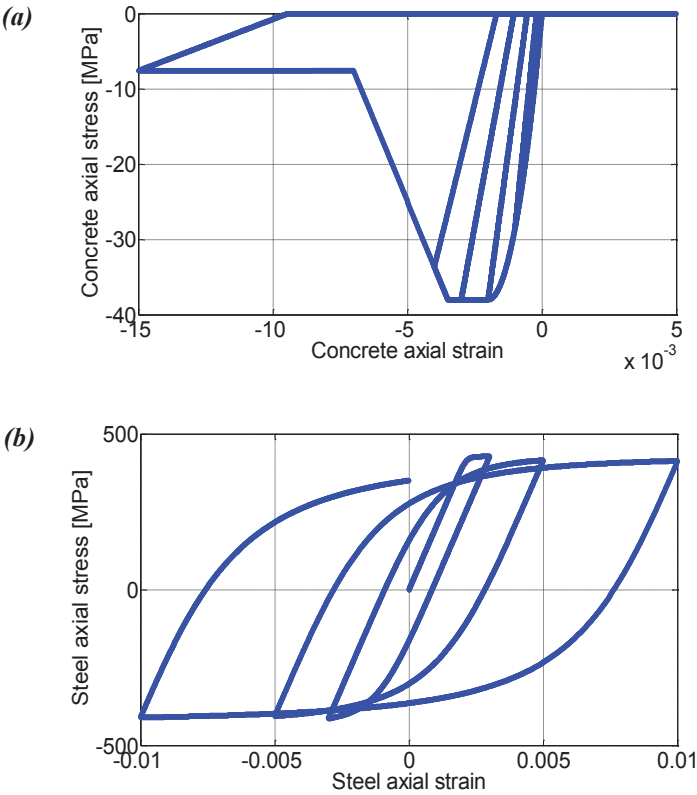 (a)
Concrete axial stress [MPa]
0
-10
-20
-30
-40
-15
-10
-5
0
5
Concrete axial strain
x 10-3
(b)
Steel axial stress [MPa]
500
0
-500
-0.01
-0.005
0
0.005
0.01
Steel axial strain